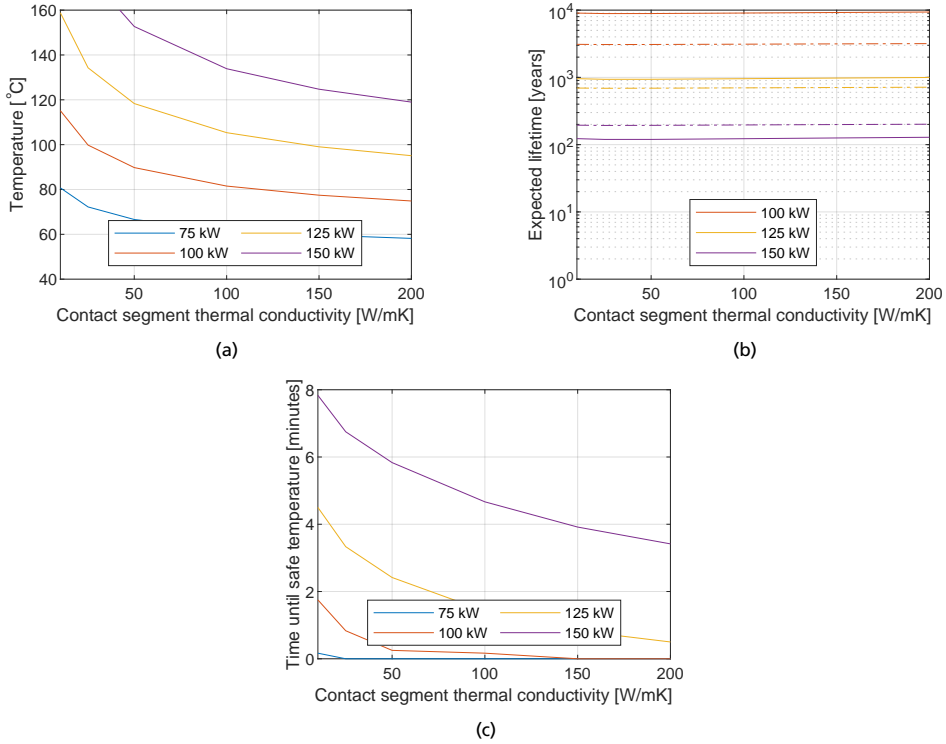 160
140
120
100
80
60
40
Temperature [°C]
75 kW
125 kW
100 kW
150 kW
50
100
150
200
Contact segment thermal conductivity [W/mK]
(a)
10^4
10^3
10^2
10^1
10^0
Expected lifetime [years]
100 kW
125 kW
150 kW
50
100
150
200
Contact segment thermal conductivity [W/mK]
(b)
8
6
4
2
0
Time until safe temperature [minutes]
75 kW
125 kW
100 kW
150 kW
50
100
150
200
Contact segment thermal conductivity [W/mK]
(c)